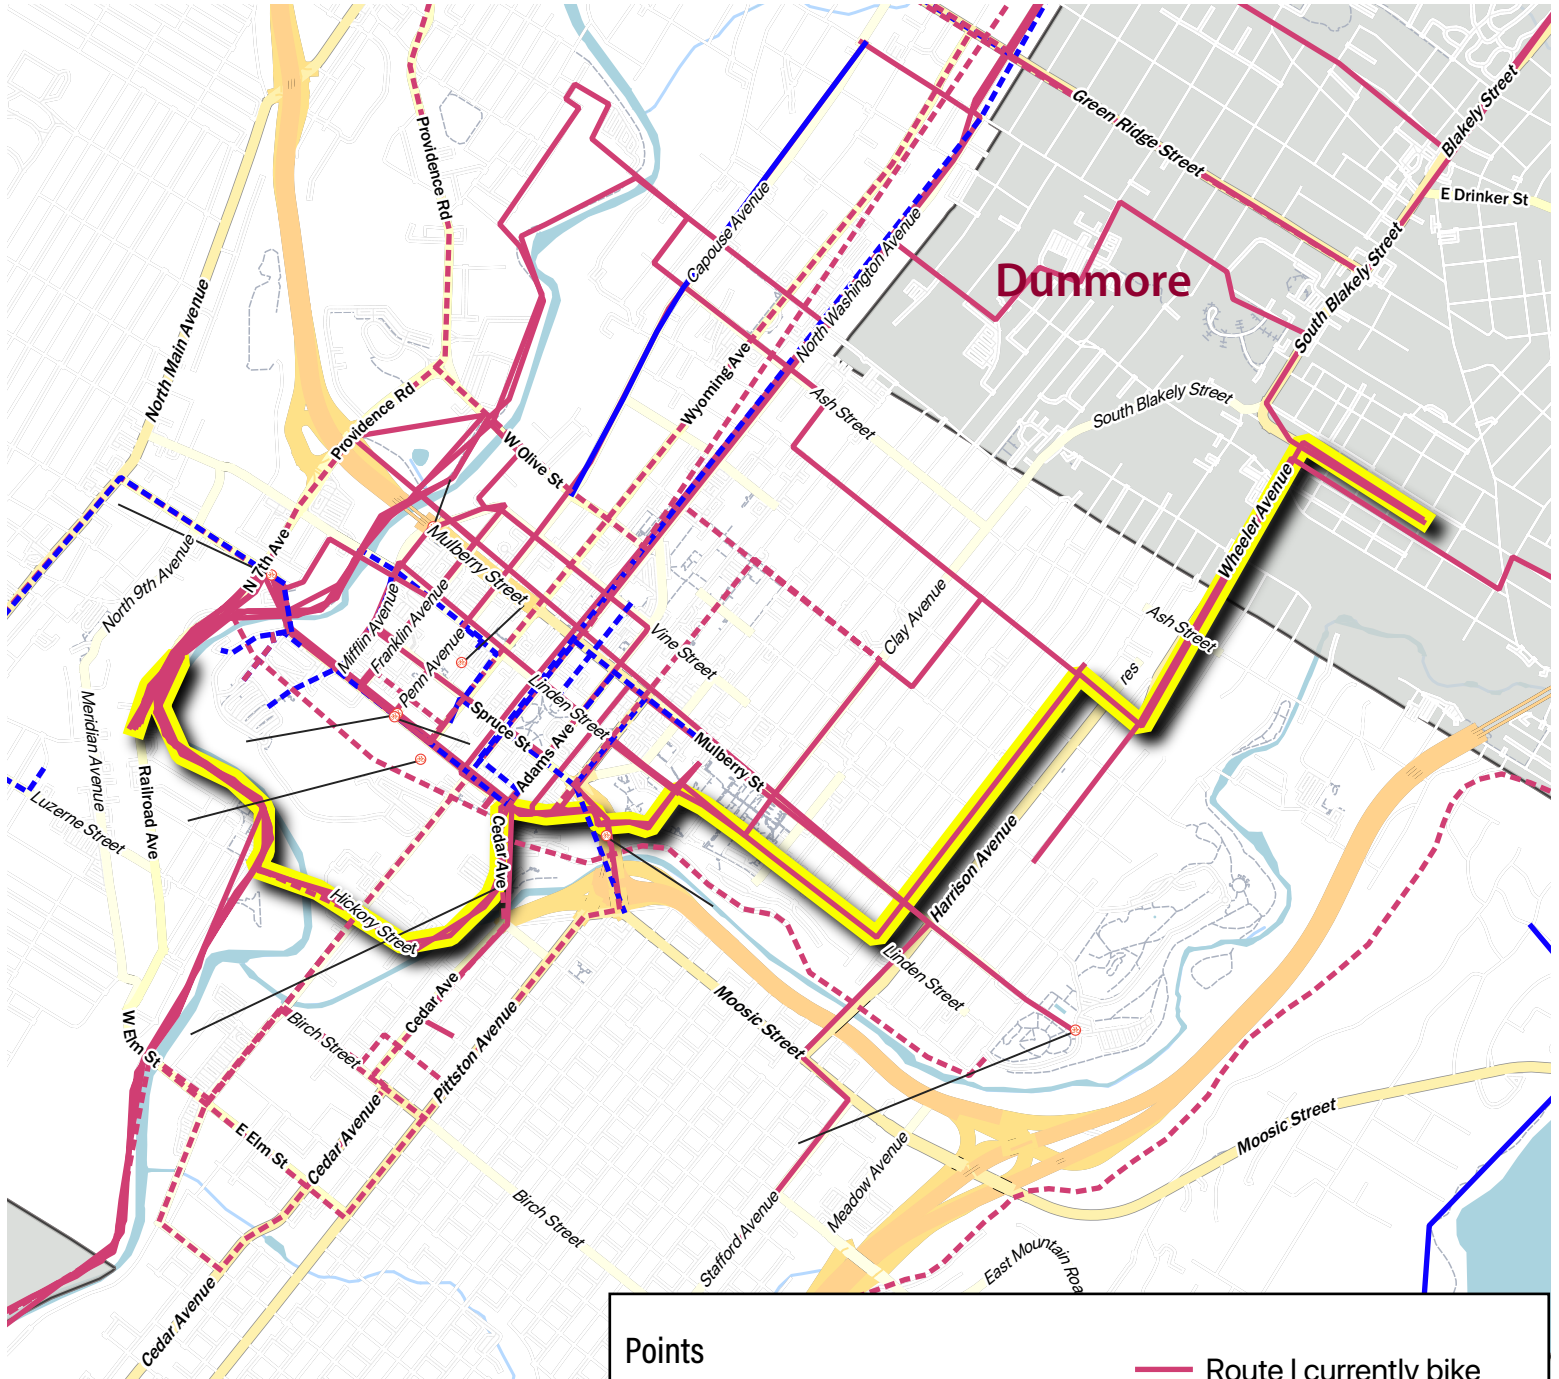 Providence Rd
Green Ridge Street
Blakely Street
E Drinker St
Capouse Avenue
North Washington Avenue
Dunmore
South Blakely Street
North Main Avenue
Wyoming Ave
Providence Rd
Ash Street
South Blakely Street
W Olive St
Wheeler Avenue
N 7th Ave
North 9th Avenue
Mulberry Street
Mifflin Avenue
Franklin Avenue
Penn Avenue
Vine Street
Clay Avenue
Ash Street
res
Linden Street
Spruce St
Adams Ave
Mulberry St
Meridian Avenue
Railroad Ave
Luzerne Street
Cedar Ave
Hickory Street
Harrison Avenue
Linden Street
W Elm St
Birch Street
Cedar Ave
Pittston Avenue
Moosic Street
E Elm St
Cedar Avenue
Birch Street
Stafford Avenue
Meadow Avenue
Moosic Street
East Mountain Roa
Cedar Avenue
Points
Route I currently bike